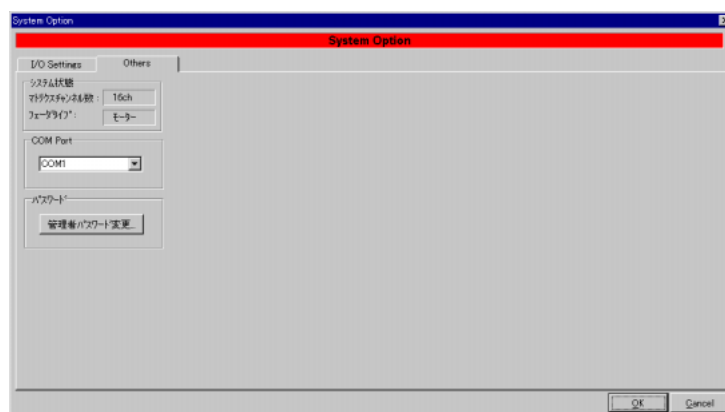 System Option
System Option
I/O Settings
Others
システム状態
マトリクスチャンネル数：
16ch
フェーダタイプ：
モーター
COM Port
COM1
パスワード
管理者パスワード変更...
OK
Cancel